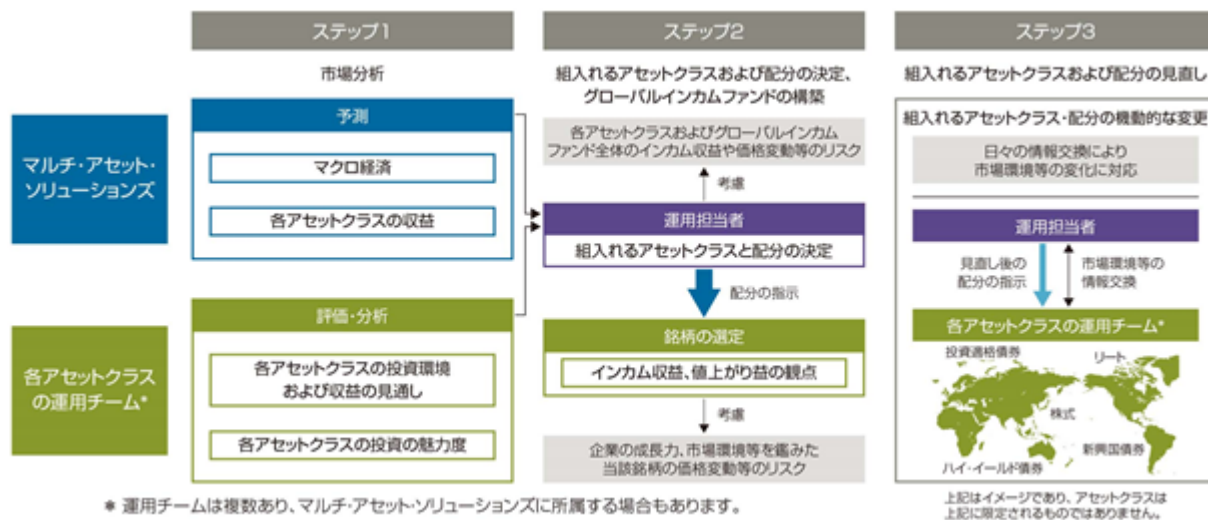 ステップ1
市場分析
マルチ・アセット・
ソリューションズ
予測
マクロ経済
各アセットクラスの収益
各アセットクラス
の運用チーム*
評価・分析
各アセットクラスの投資環境
および収益の見通し
各アセットクラスの投資の魅力度
ステップ2
組入れるアセットクラスおよび配分の決定、
グローバルインカムファンドの構築
各アセットクラスおよびグローバルインカム
ファンド全体のインカム収益や価格変動等のリスク
考慮
運用担当者
組入れるアセットクラスと配分の決定
配分の指示
銘柄の選定
インカム収益、値上がり益の観点
考慮
企業の成長力、市場環境等を鑑みた
当該銘柄の価格変動等のリスク
ステップ3
組入れるアセットクラスおよび配分の見直し
組入れるアセットクラス・配分の機動的な変更
日々の情報交換により
市場環境等の変化に対応
運用担当者
見直し後の
配分の指示
市場環境等の
情報交換
各アセットクラスの運用チーム*
投資適格債券
リート
株式
新興国債券
ハイ・イールド債券
上記はイメージであり、アセットクラスは
上記に限定されるものではありません。
* 運用チームは複数あり、マルチ・アセット・ソリューションズに所属する場合もあります。